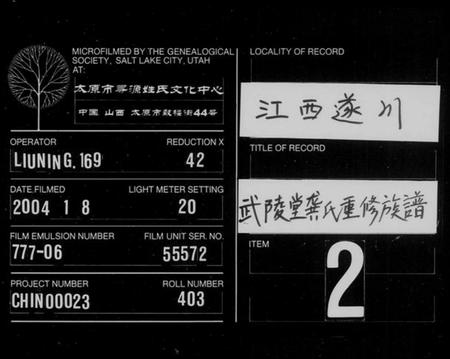 MICROFILMED BY THE GENEALOGICAL
SOCIETY, SALT LAKE CITY, UTAH
AT:
太原市寻源姓民文化中心
中国 山西 太原市鼓楼街44号
OPERATOR
REDUCTION X
LIUNING.169
42
DATE FILMED
LIGHT METER SETTING
2004 1 8
20
FILM EMULSION NUMBER
FILM UNIT SER. NO.
777-06
55572
PROJECT NUMBER
ROLL NUMBER
CHIN00023
403
LOCALITY OF RECORD
江西遂川
TITLE OF RECORD
武陵堂龚氏重修族譜
ITEM
2